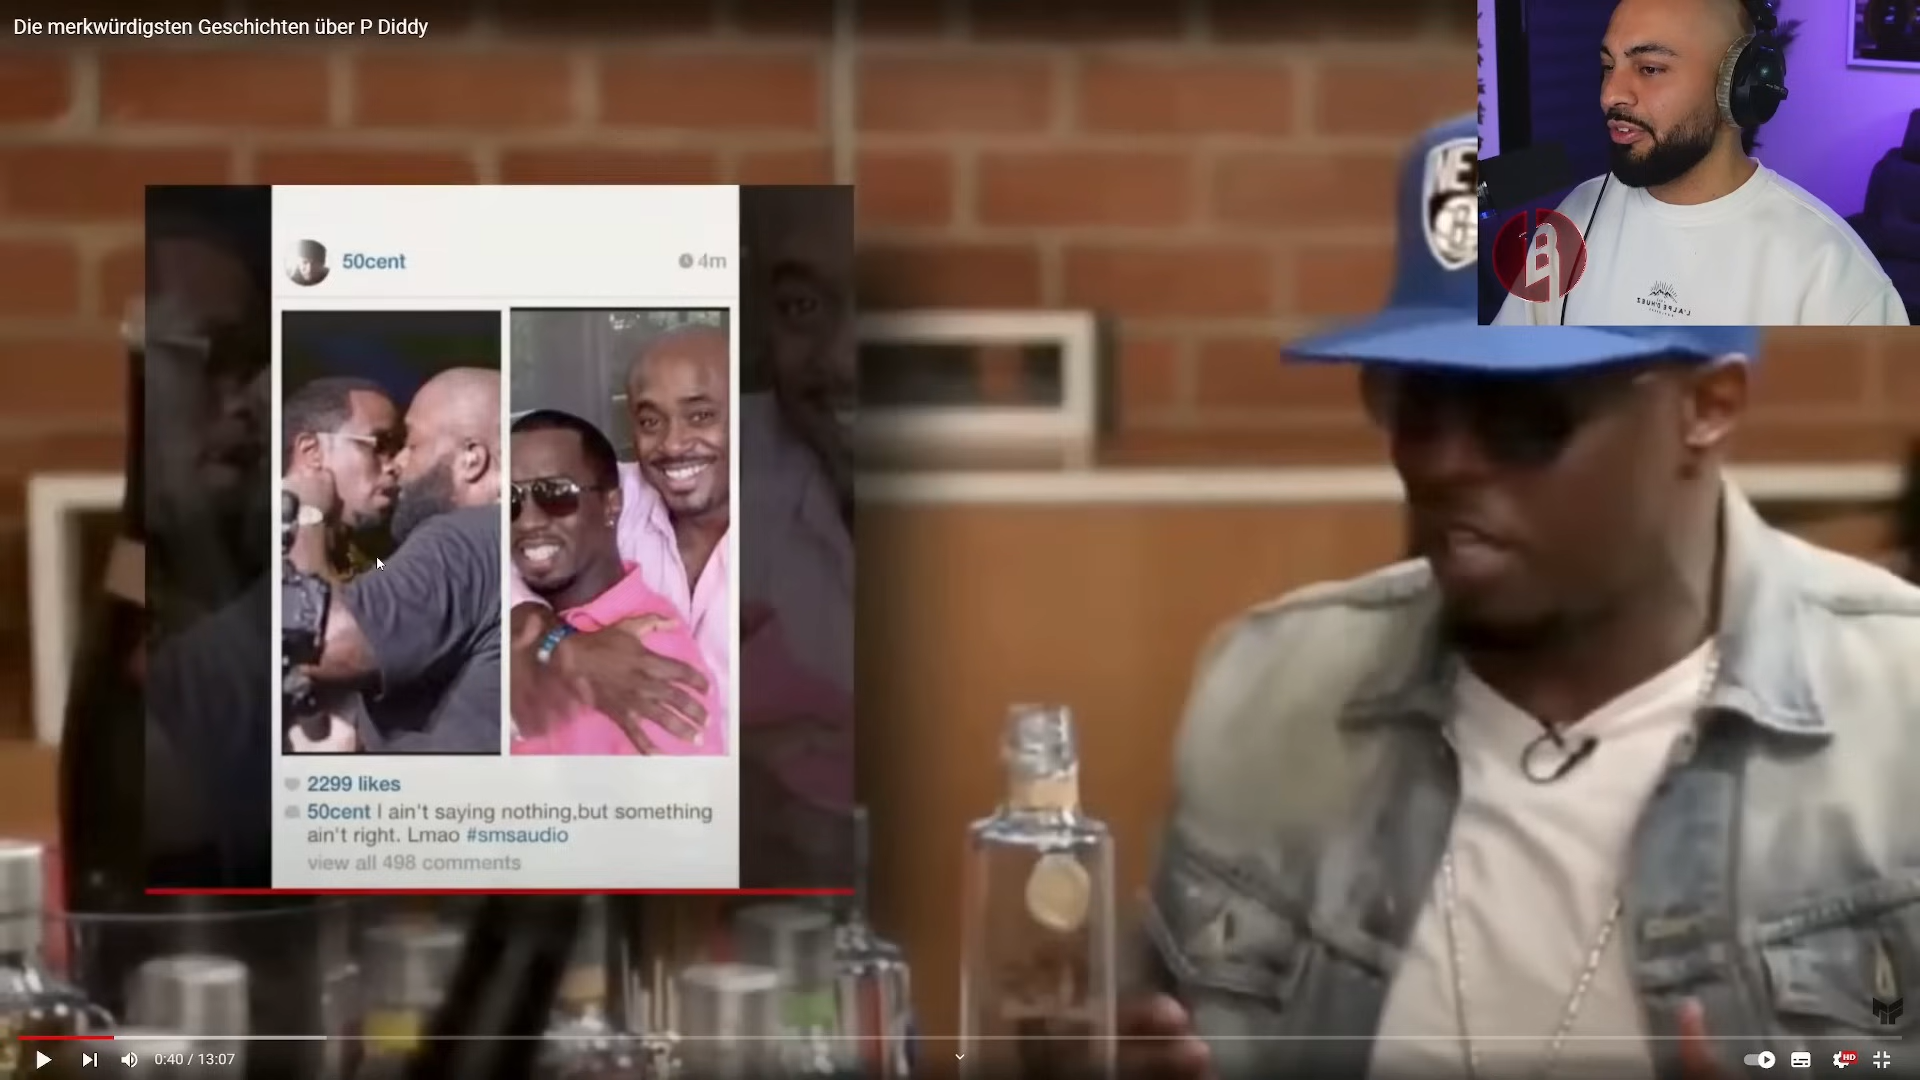 Die merkwürdigsten Geschichten über P Diddy
50cent
4m
2299 likes
50cent I ain't saying nothing,but something
ain't right. Lmao #smsaudio
view all 498 comments
0:40 / 13:07
HD